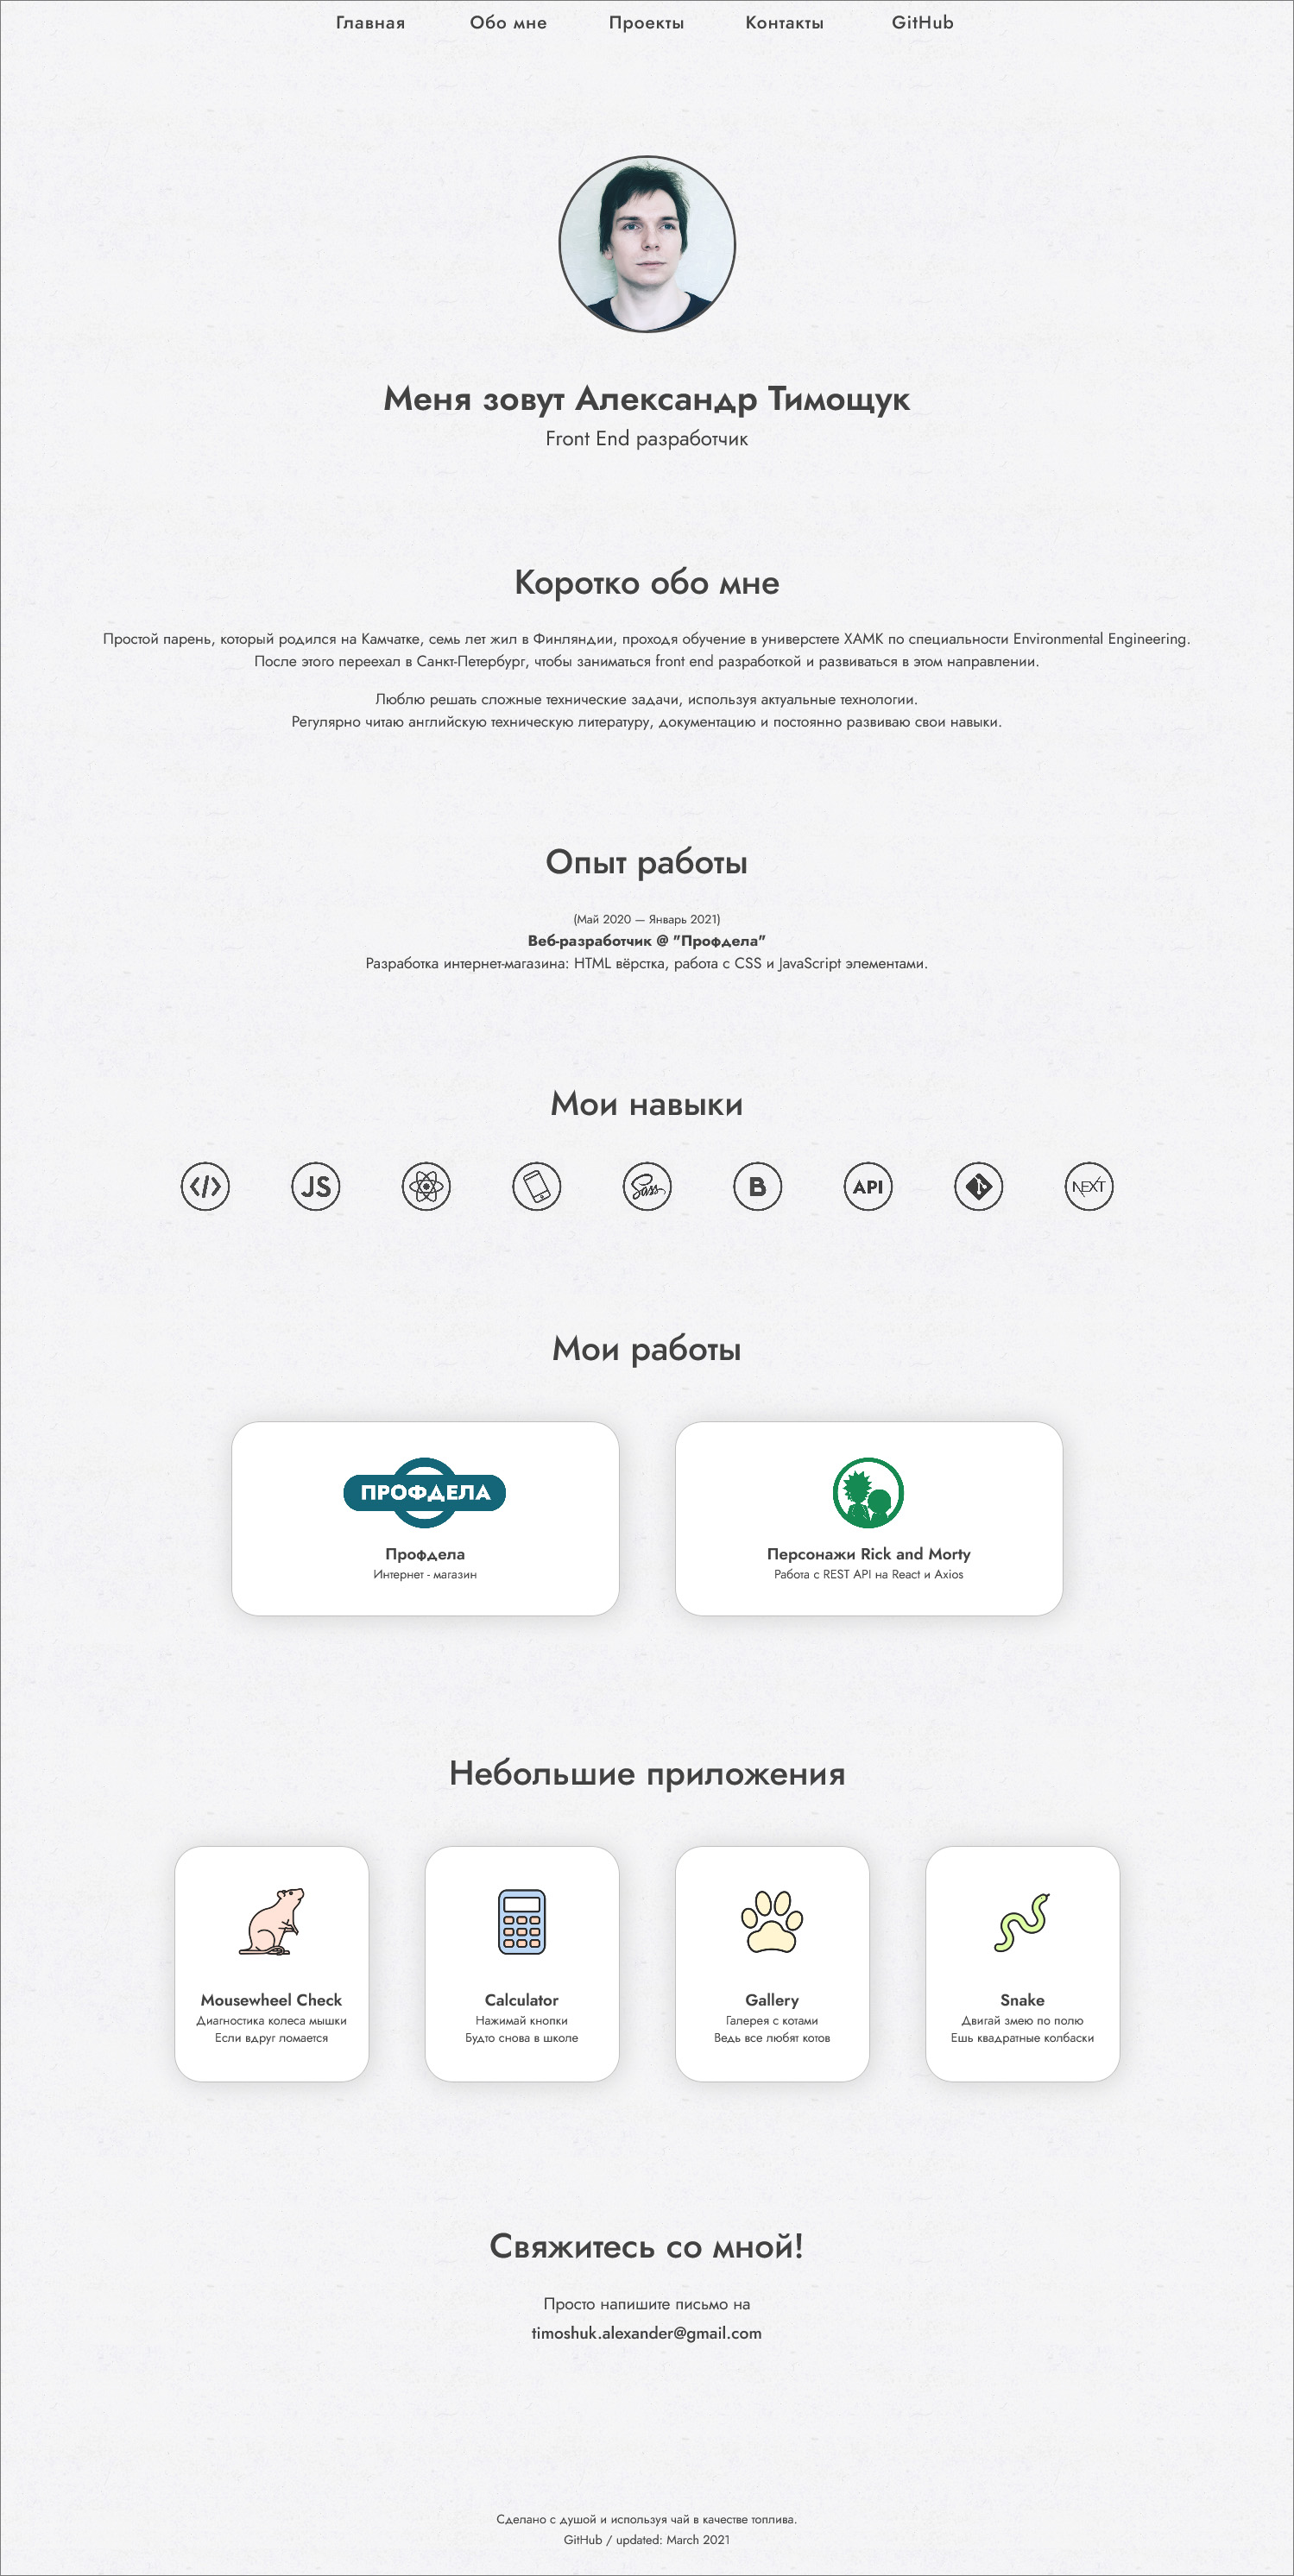 Главная Обо мне Проекты Контакты GitHub
Меня зовут Александр Тимощук
Front End разработчик
Коротко обо мне
Простой парень, который родился на Камчатке, семь лет жил в Финляндии, проходя обучение в универстете XAMK по специальности Environmental Engineering.
После этого переехал в Санкт-Петербург, чтобы заниматься front end разработкой и развиваться в этом направлении.
Люблю решать сложные технические задачи, используя актуальные технологии.
Регулярно читаю английскую техническую литературу, документацию и постоянно развиваю свои навыки.
Опыт работы
(Май 2020 — Январь 2021)
Веб-разработчик @ "Профдела"
Разработка интернет-магазина: HTML вёрстка, работа с CSS и JavaScript элементами.
Мои навыки
</> JS Sass B API NEXT
Мои работы
ПРОФДЕЛА
Профдела
Интернет - магазин
Персонажи Rick and Morty
Работа с REST API на React и Axios
Небольшие приложения
Mousewheel Check
Диагностика колеса мышки
Если вдруг ломается
Calculator
Нажимай кнопки
Будто снова в школе
Gallery
Галерея с котами
Ведь все любят котов
Snake
Двигай змею по полю
Ешь квадратные колбаски
Свяжитесь со мной!
Просто напишите письмо на
timoshuk.alexander@gmail.com
Сделано с душой и используя чай в качестве топлива.
GitHub / updated: March 2021